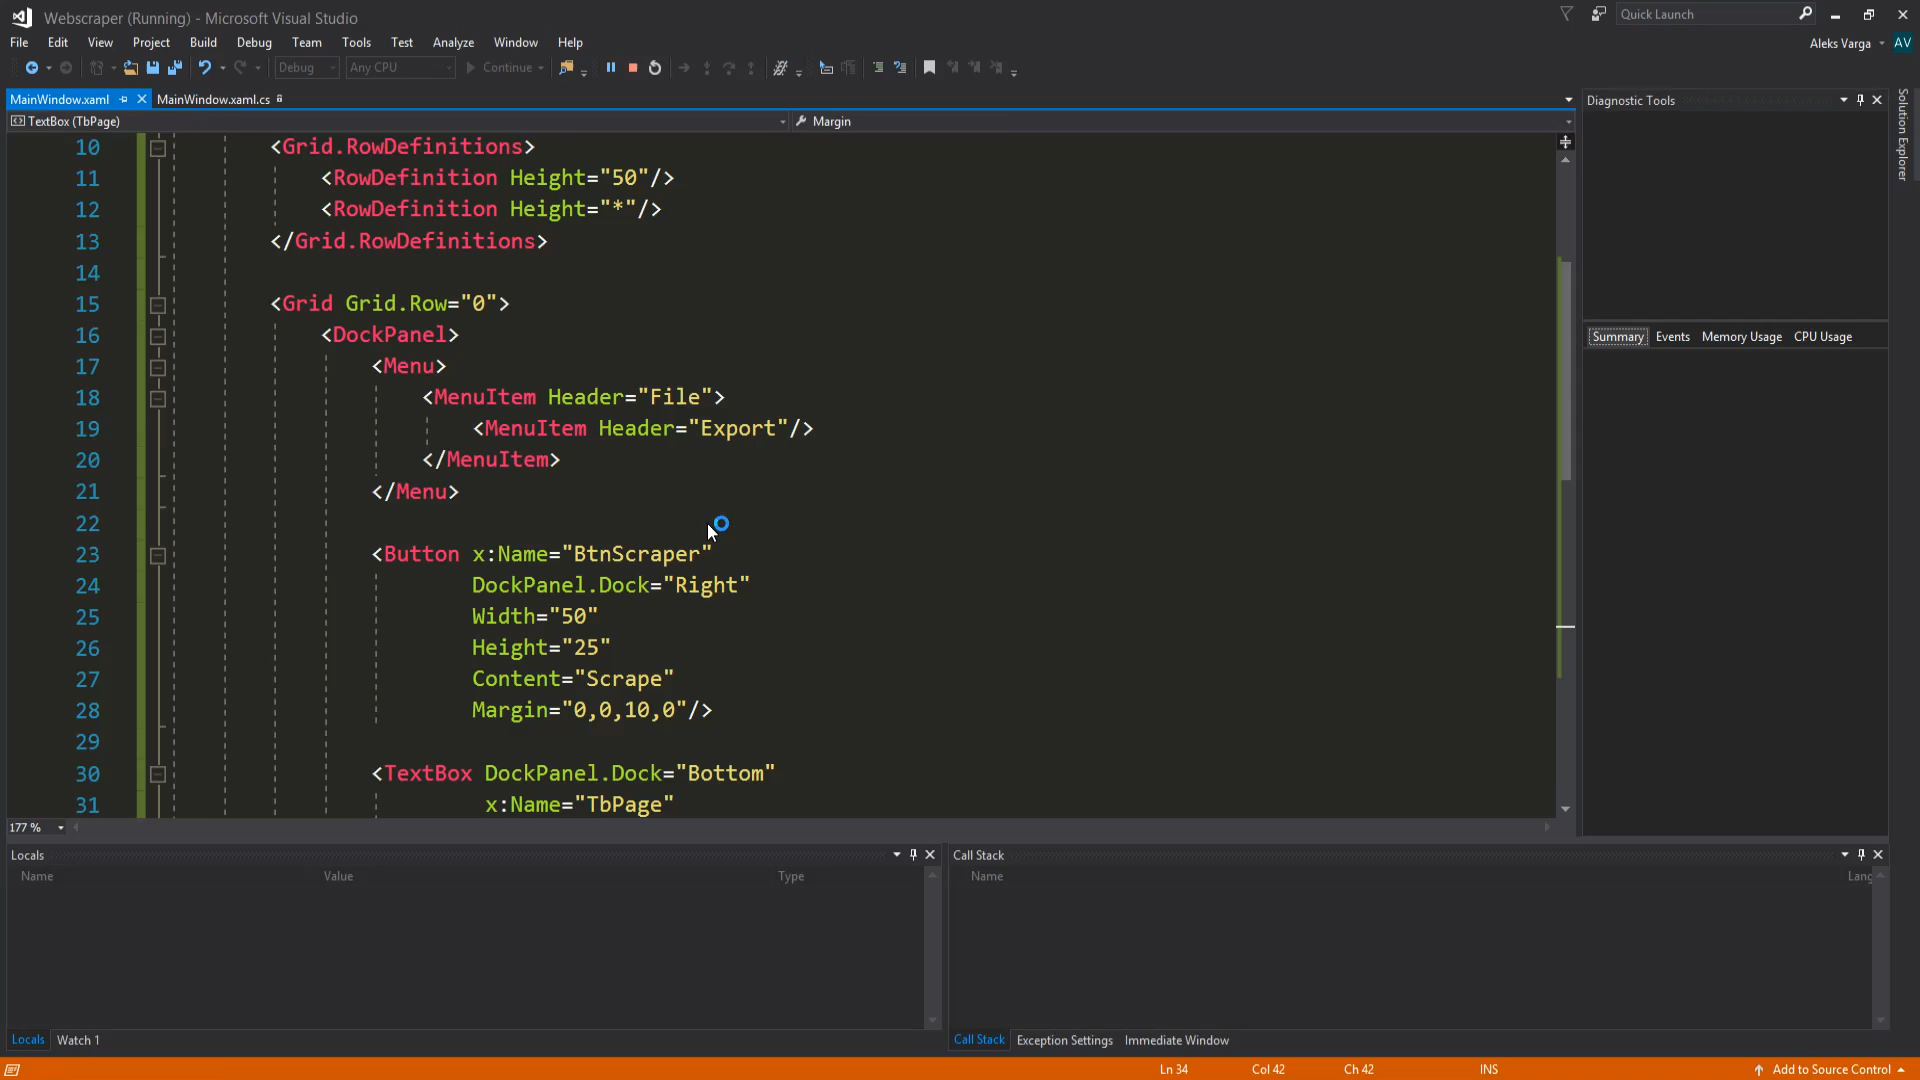 Webscraper (Running) - Microsoft Visual Studio
Quick Launch
File Edit View Project Build Debug Team Tools Test Analyze Window Help
Aleks Varga AV
Debug Any CPU Continue
MainWindow.xaml MainWindow.xaml.cs
TextBox (TbPage) Margin
10 <Grid.RowDefinitions>
11 <RowDefinition Height="50"/>
12 <RowDefinition Height="*"/>
13 </Grid.RowDefinitions>
14
15 <Grid Grid.Row="0">
16 <DockPanel>
17 <Menu>
18 <MenuItem Header="File">
19 <MenuItem Header="Export"/>
20 </MenuItem>
21 </Menu>
22
23 <Button x:Name="BtnScraper"
24 DockPanel.Dock="Right"
25 Width="50"
26 Height="25"
27 Content="Scrape"
28 Margin="0,0,10,0"/>
29
30 <TextBox DockPanel.Dock="Bottom"
31 x:Name="TbPage"
177 %
Diagnostic Tools
Summary Events Memory Usage CPU Usage
Solution Explorer
Locals
Name Value Type
Locals Watch 1
Call Stack
Name Lang
Call Stack Exception Settings Immediate Window
Ln 34 Col 42 Ch 42 INS Add to Source Control